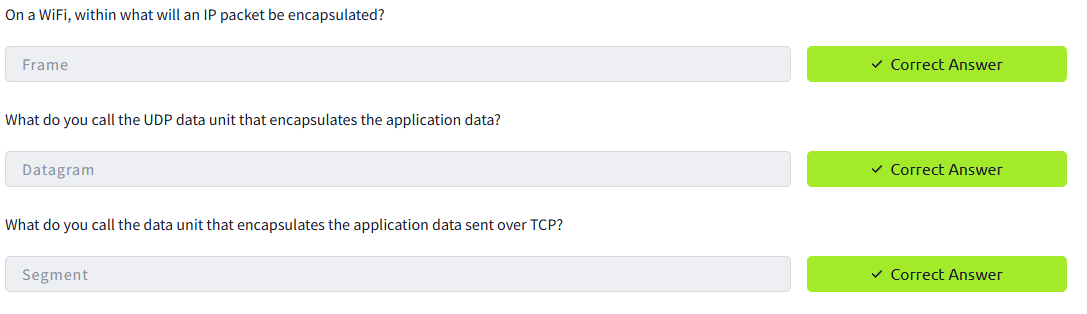 On a WiFi, within what will an IP packet be encapsulated?
Frame
✓ Correct Answer
What do you call the UDP data unit that encapsulates the application data?
Datagram
✓ Correct Answer
What do you call the data unit that encapsulates the application data sent over TCP?
Segment
✓ Correct Answer